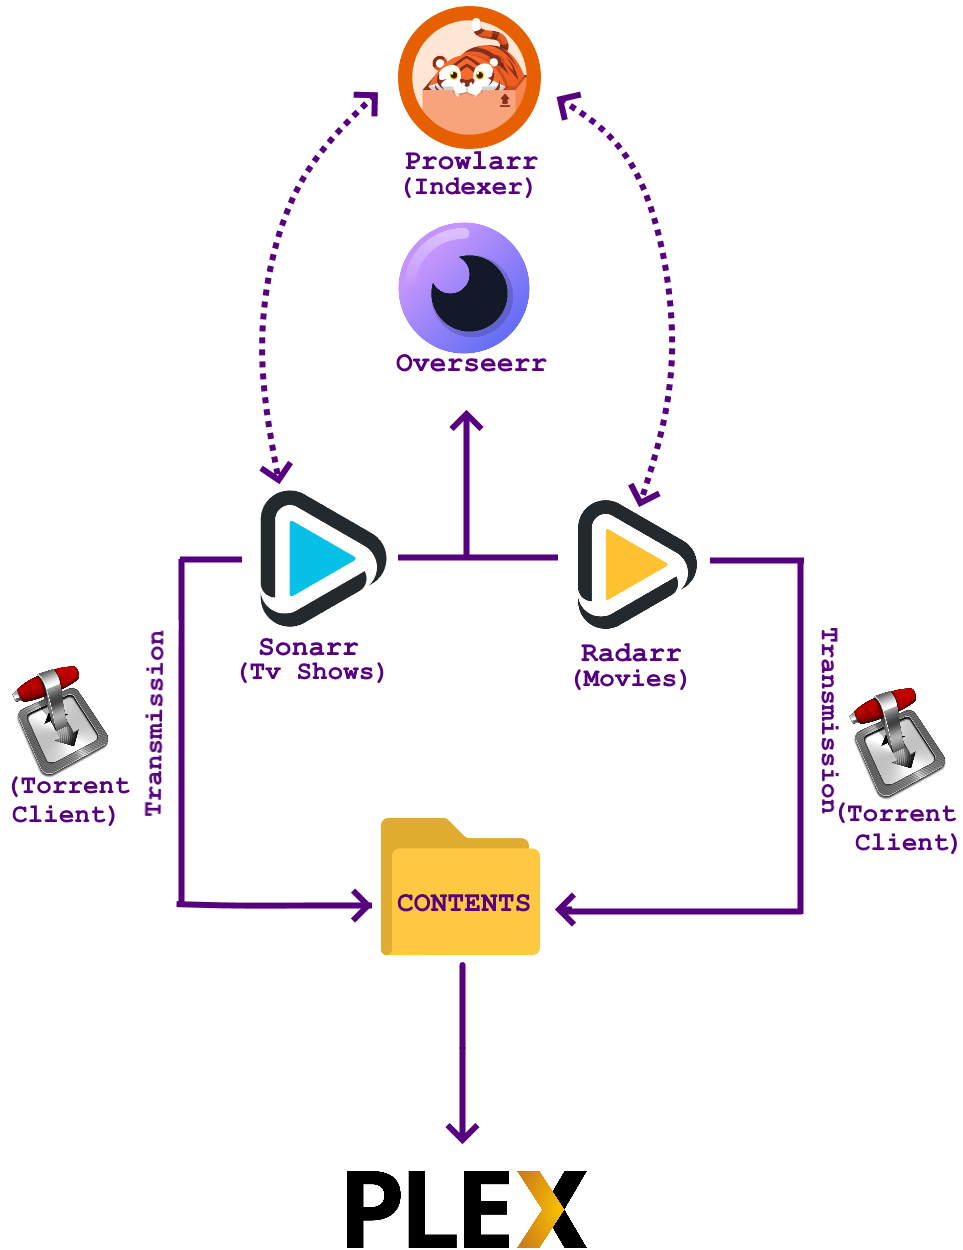 Prowlarr
(Indexer)
Overseerr
Sonarr
(Tv Shows)
Radarr
(Movies)
Transmission
Transmission
(Torrent
Client)
(Torrent
Client)
CONTENTS
PLEX